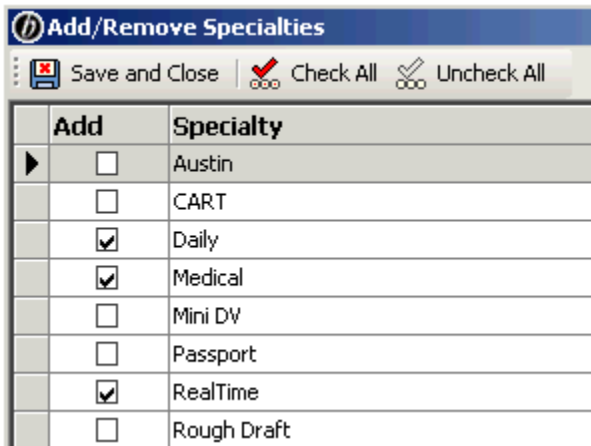 Add/Remove Specialties
Save and Close Check All Uncheck All
Add Specialty
Austin
CART
Daily
Medical
Mini DV
Passport
RealTime
Rough Draft